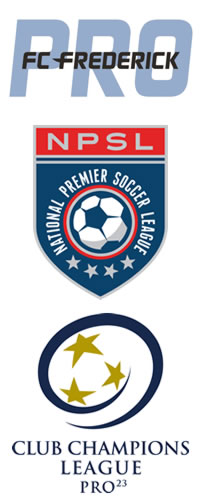 PRO
FC FREDERICK
NPSL
NATIONAL PREMIER SOCCER LEAGUE
CLUB CHAMPIONS
LEAGUE
PRO²³